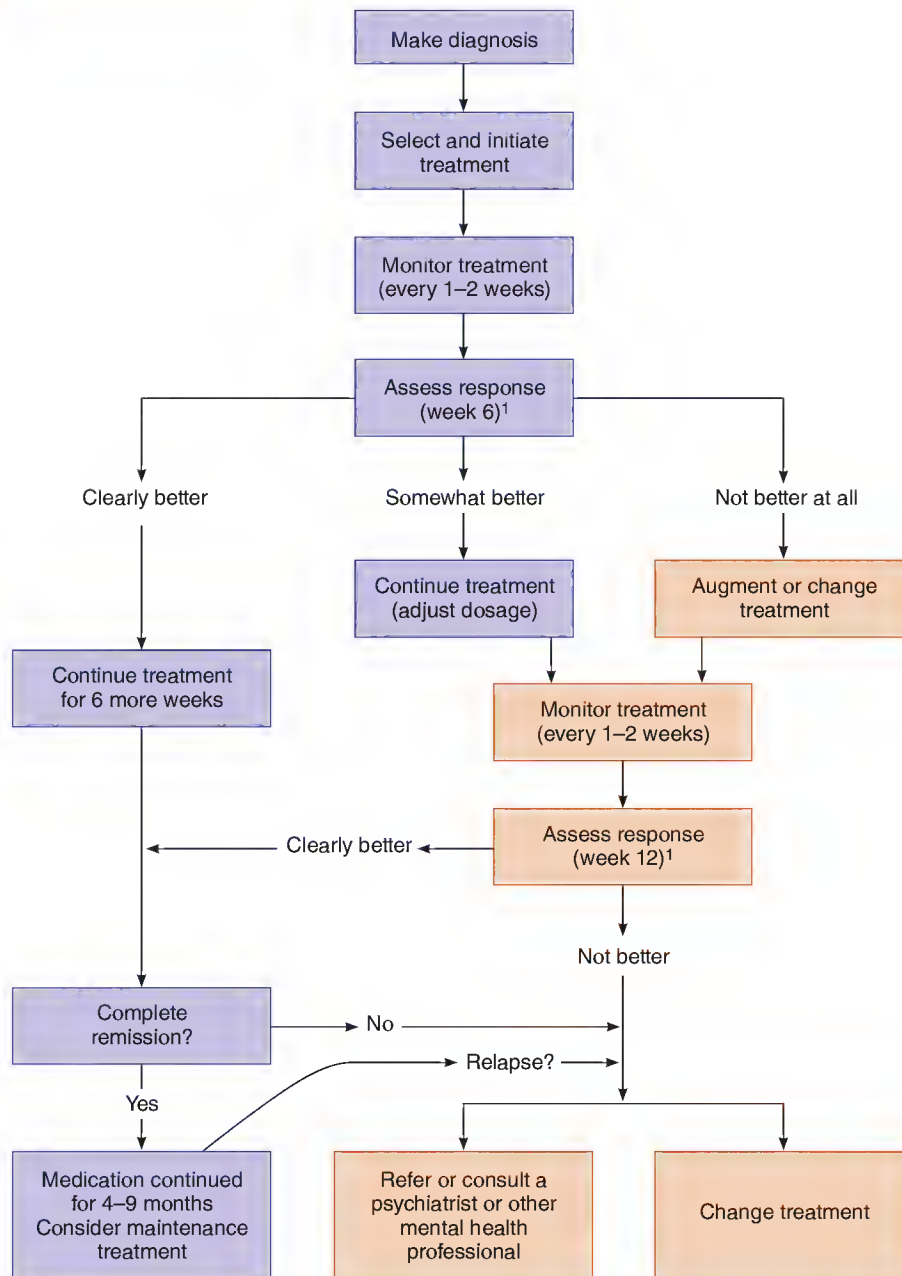 Make diagnosis
Select and initiate
treatment
Monitor treatment
(every 1–2 weeks)
Assess response
(week 6)¹
Clearly better
Somewhat better
Not better at all
Continue treatment
(adjust dosage)
Augment or change
treatment
Continue treatment
for 6 more weeks
Monitor treatment
(every 1–2 weeks)
Assess response
(week 12)¹
Clearly better
Not better
Complete
remission?
No
Relapse?
Yes
Medication continued
for 4–9 months
Consider maintenance
treatment
Refer or consult a
psychiatrist or other
mental health
professional
Change treatment